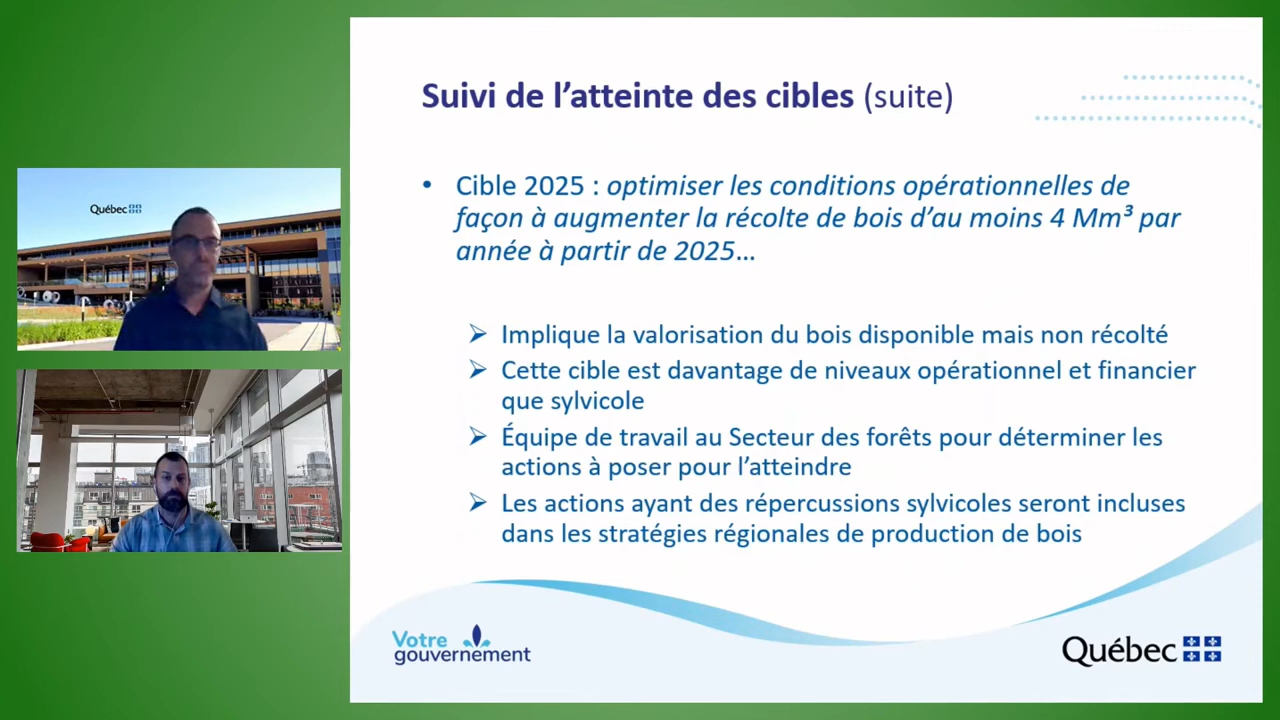 Suivi de l'atteinte des cibles (suite)
• Cible 2025 : optimiser les conditions opérationnelles de
façon à augmenter la récolte de bois d'au moins 4 Mm³ par
année à partir de 2025…
➢ Implique la valorisation du bois disponible mais non récolté
➢ Cette cible est davantage de niveaux opérationnel et financier
que sylvicole
➢ Équipe de travail au Secteur des forêts pour déterminer les
actions à poser pour l'atteindre
➢ Les actions ayant des répercussions sylvicoles seront incluses
dans les stratégies régionales de production de bois
Votre
gouvernement
Québec
Québec